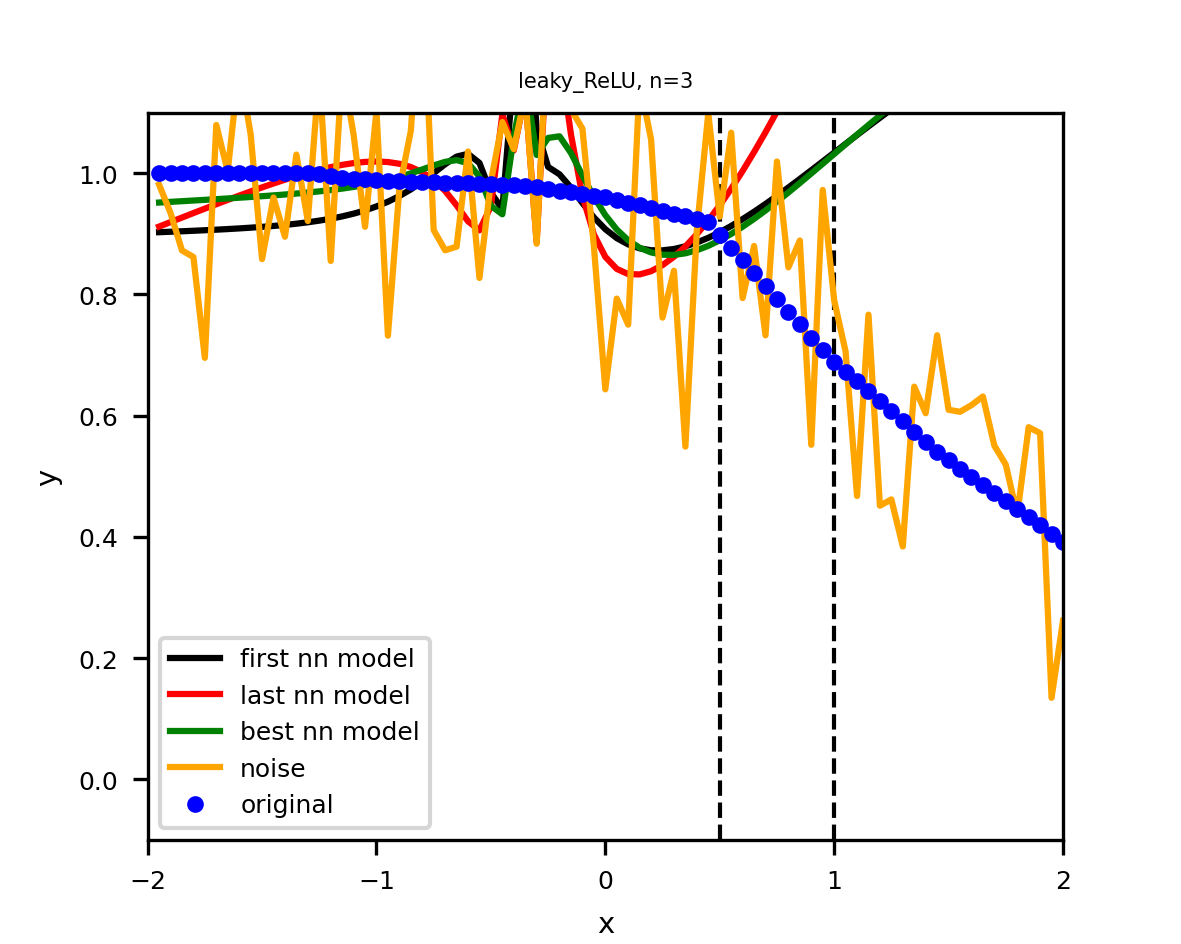 leaky_ReLU, n=3
1.0
0.8
0.6
0.4
0.2
0.0
y
first nn model
last nn model
best nn model
noise
original
−2
−1
0
1
2
x